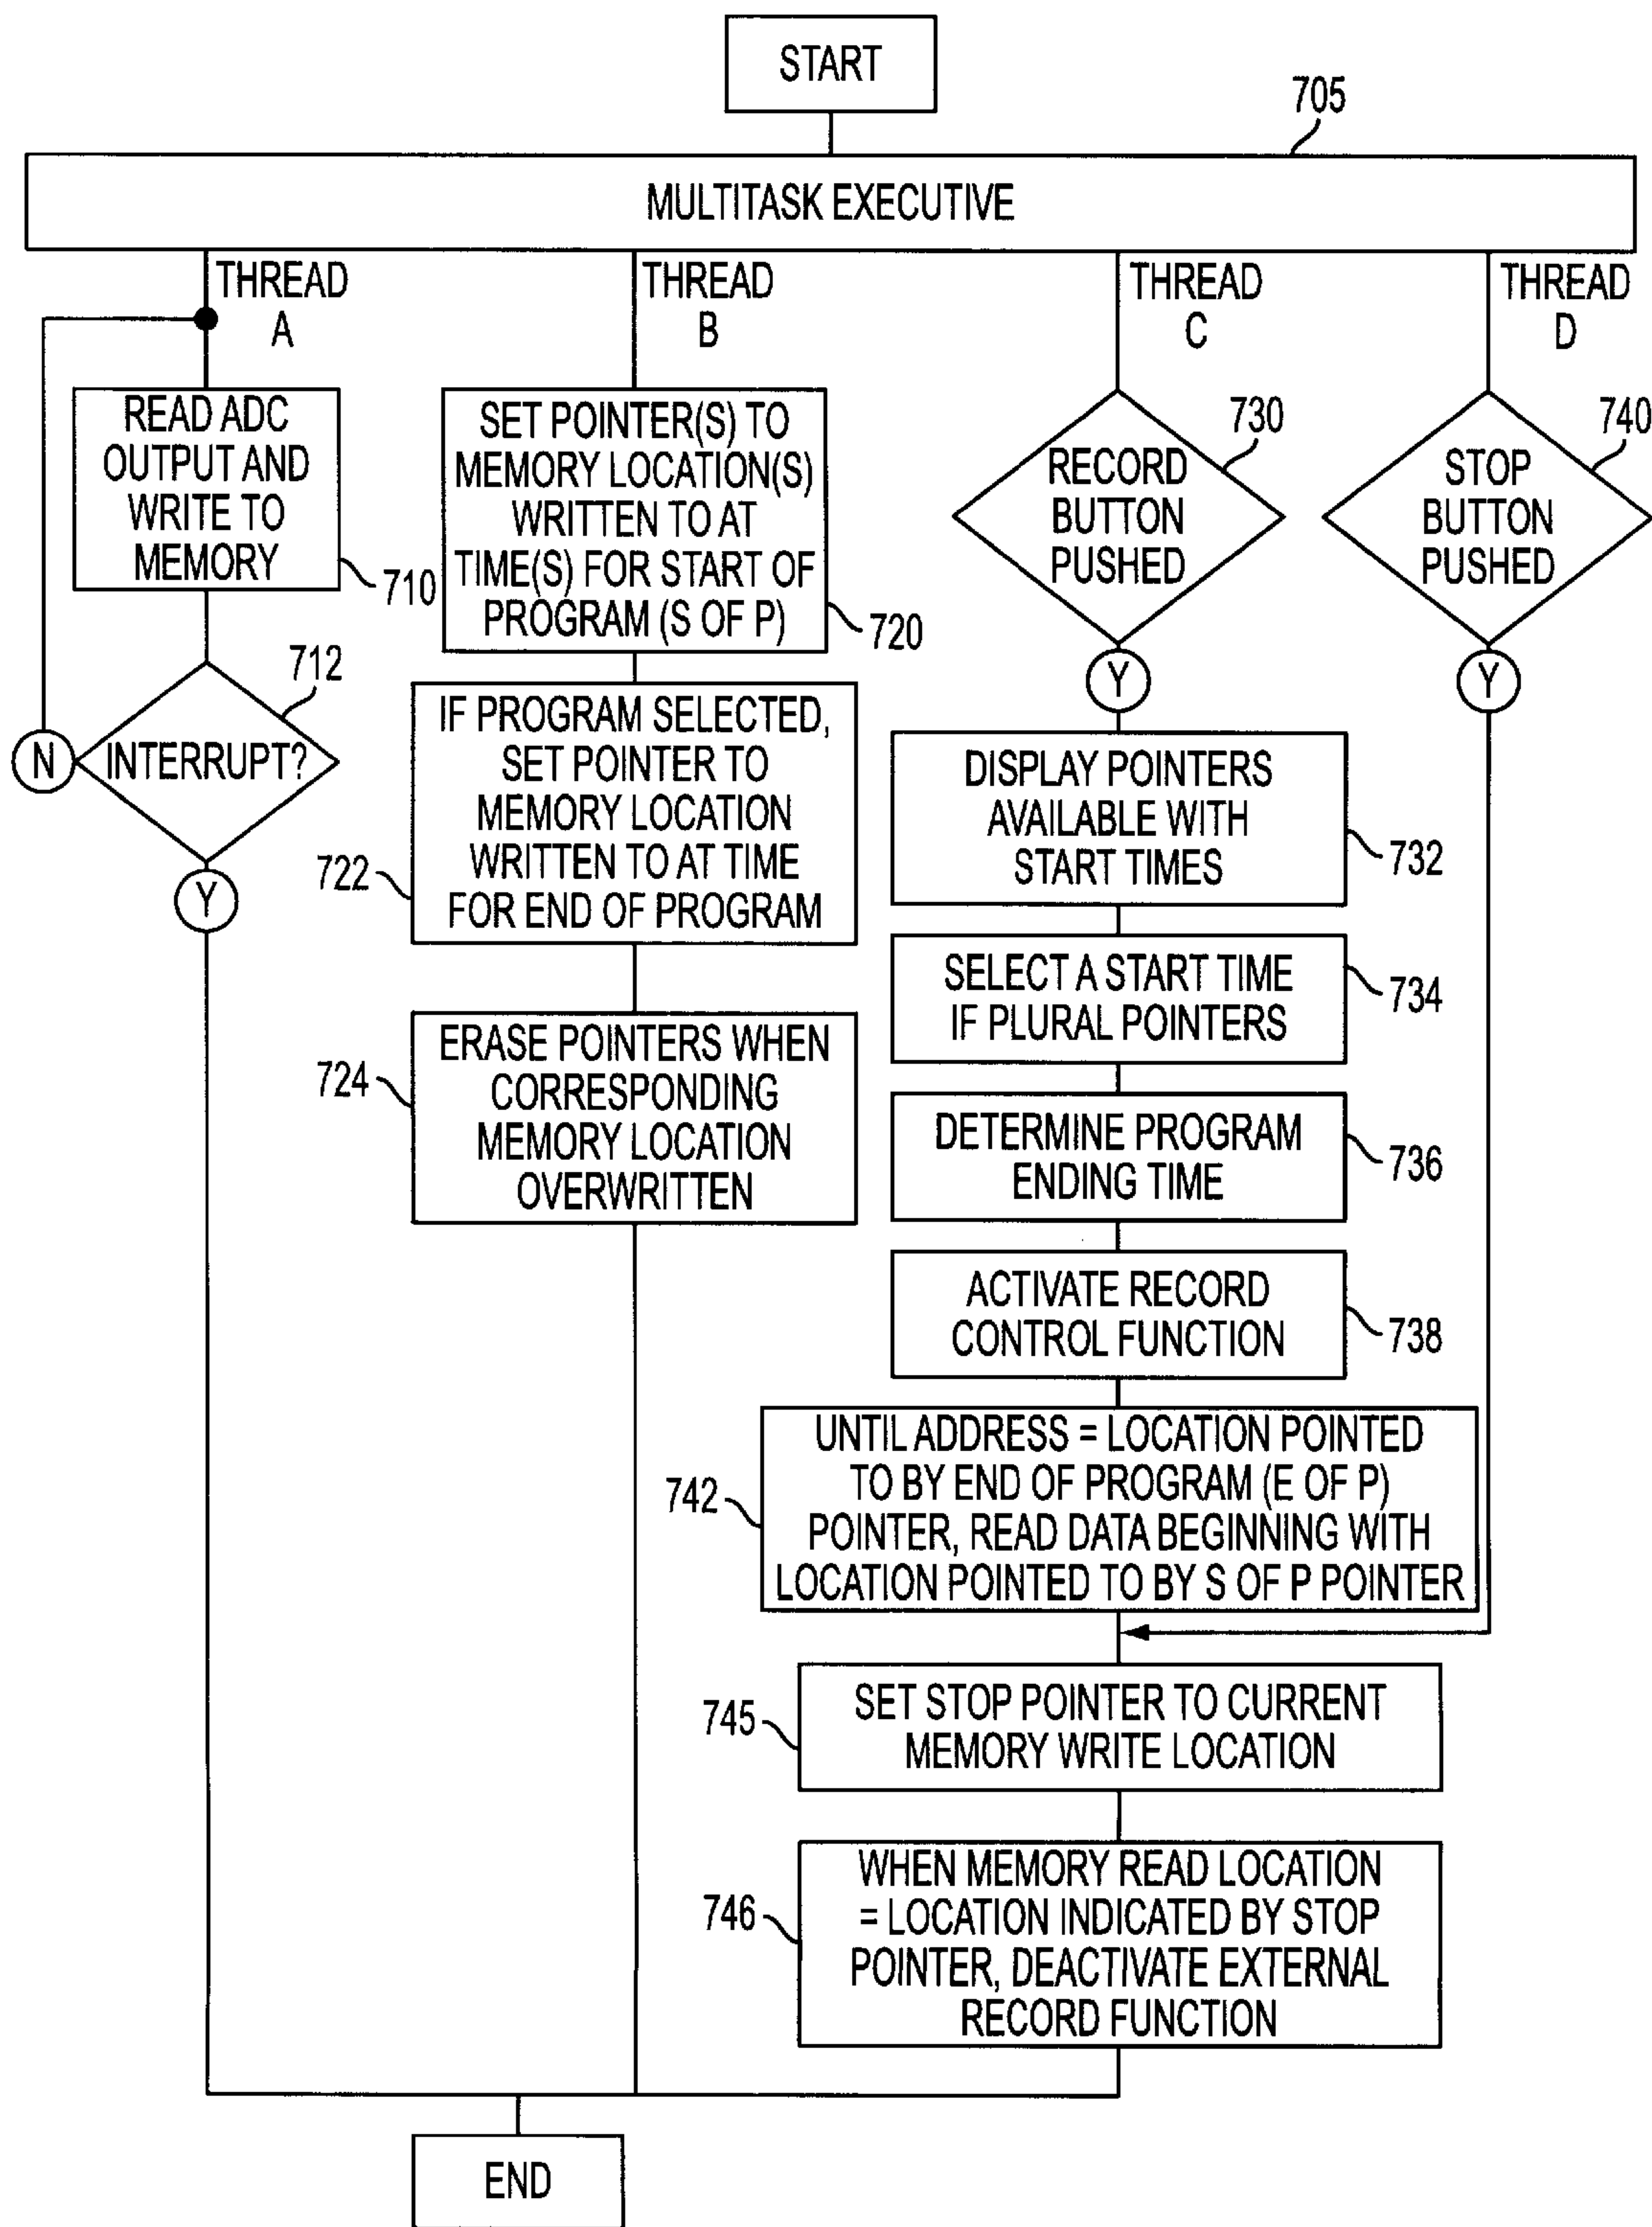 START
705
MULTITASK EXECUTIVE
THREAD
A
THREAD
B
THREAD
C
THREAD
D
READ ADC
OUTPUT AND
WRITE TO
MEMORY
710
712
INTERRUPT?
N
Y
SET POINTER(S) TO
MEMORY LOCATION(S)
WRITTEN TO AT
TIME(S) FOR START OF
PROGRAM (S OF P)
720
IF PROGRAM SELECTED,
SET POINTER TO
MEMORY LOCATION
WRITTEN TO AT TIME
FOR END OF PROGRAM
722
ERASE POINTERS WHEN
CORRESPONDING
MEMORY LOCATION
OVERWRITTEN
724
RECORD
BUTTON
PUSHED
730
Y
DISPLAY POINTERS
AVAILABLE WITH
START TIMES
732
SELECT A START TIME
IF PLURAL POINTERS
734
DETERMINE PROGRAM
ENDING TIME
736
ACTIVATE RECORD
CONTROL FUNCTION
738
STOP
BUTTON
PUSHED
740
Y
UNTIL ADDRESS = LOCATION POINTED
TO BY END OF PROGRAM (E OF P)
POINTER, READ DATA BEGINNING WITH
LOCATION POINTED TO BY S OF P POINTER
742
SET STOP POINTER TO CURRENT
MEMORY WRITE LOCATION
745
WHEN MEMORY READ LOCATION
= LOCATION INDICATED BY STOP
POINTER, DEACTIVATE EXTERNAL
RECORD FUNCTION
746
END